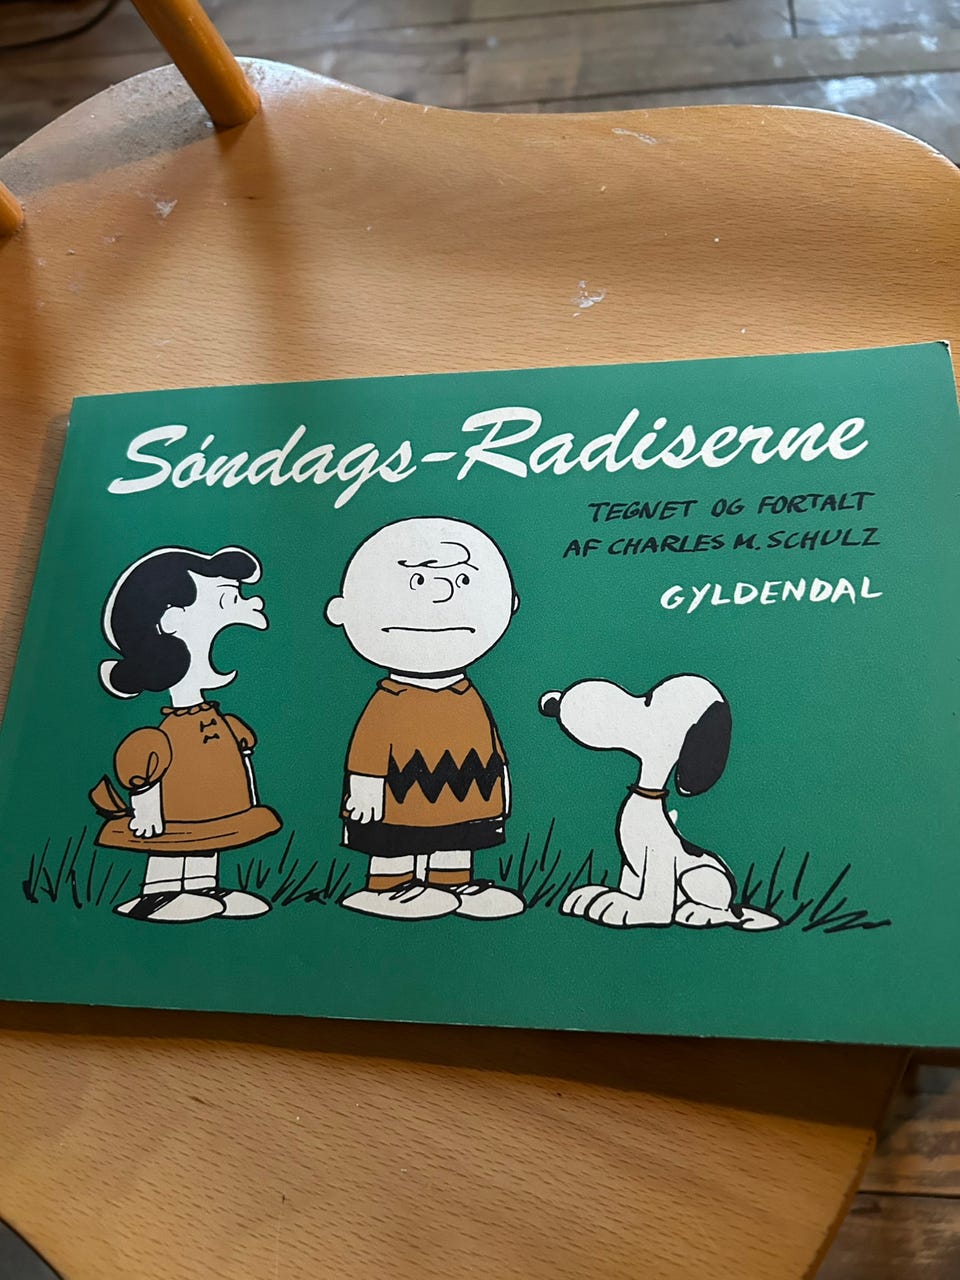 Søndags-Radiserne
TEGNET OG FORTALT
AF CHARLES M. SCHULZ
GYLDENDAL